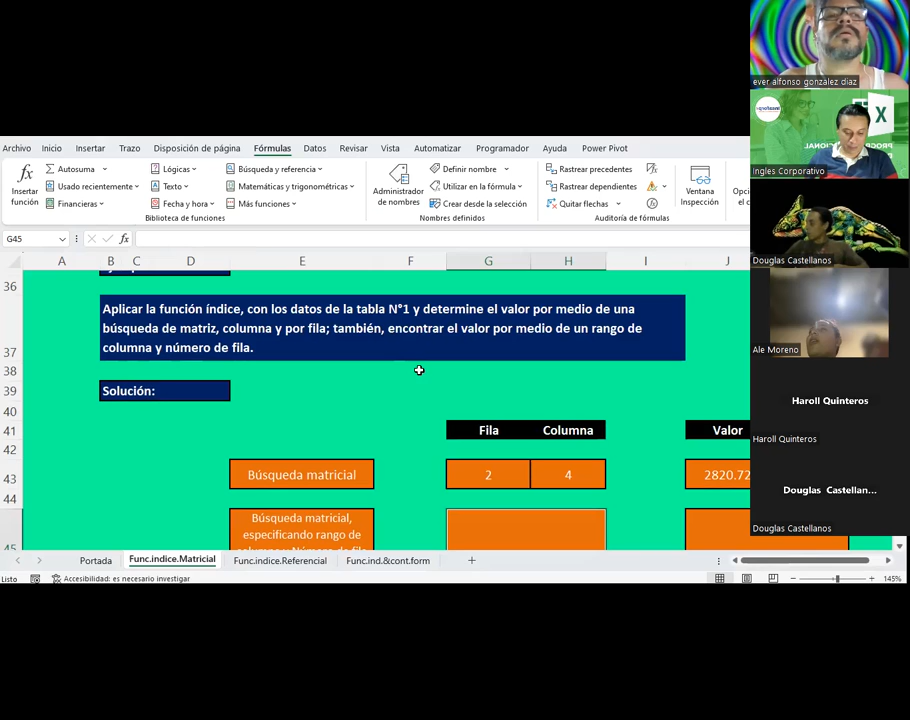 ever alfonso gonzález díaz
Ingles Corporativo
Douglas Castellanos
Ale Moreno
Haroll Quinteros
Haroll Quinteros
Douglas Castellan...
Douglas Castellanos
Archivo Inicio Insertar Trazo Disposición de página Fórmulas Datos Revisar Vista Automatizar Programador Ayuda Power Pivot
Insertar función
Autosuma
Usado recientemente
Financieras
Lógicas
Texto
Fecha y hora
Búsqueda y referencia
Matemáticas y trigonométricas
Más funciones
Biblioteca de funciones
Administrador de nombres
Definir nombre
Utilizar en la fórmula
Crear desde la selección
Nombres definidos
Rastrear precedentes
Rastrear dependientes
Quitar flechas
Auditoría de fórmulas
Ventana Inspección
G45
A B C D E F G H I J
36
37
38
39
40
41
42
43
44
45
Aplicar la función índice, con los datos de la tabla N°1 y determine el valor por medio de una
búsqueda de matriz, columna y por fila; también, encontrar el valor por medio de un rango de
columna y número de fila.
Solución:
Fila Columna Valor
Búsqueda matricial 2 4 2820.72
Búsqueda matricial,
especificando rango de
Portada Func.indice.Matricial Func.indice.Referencial Func.ind.&cont.form
Listo Accesibilidad: es necesario investigar 145%